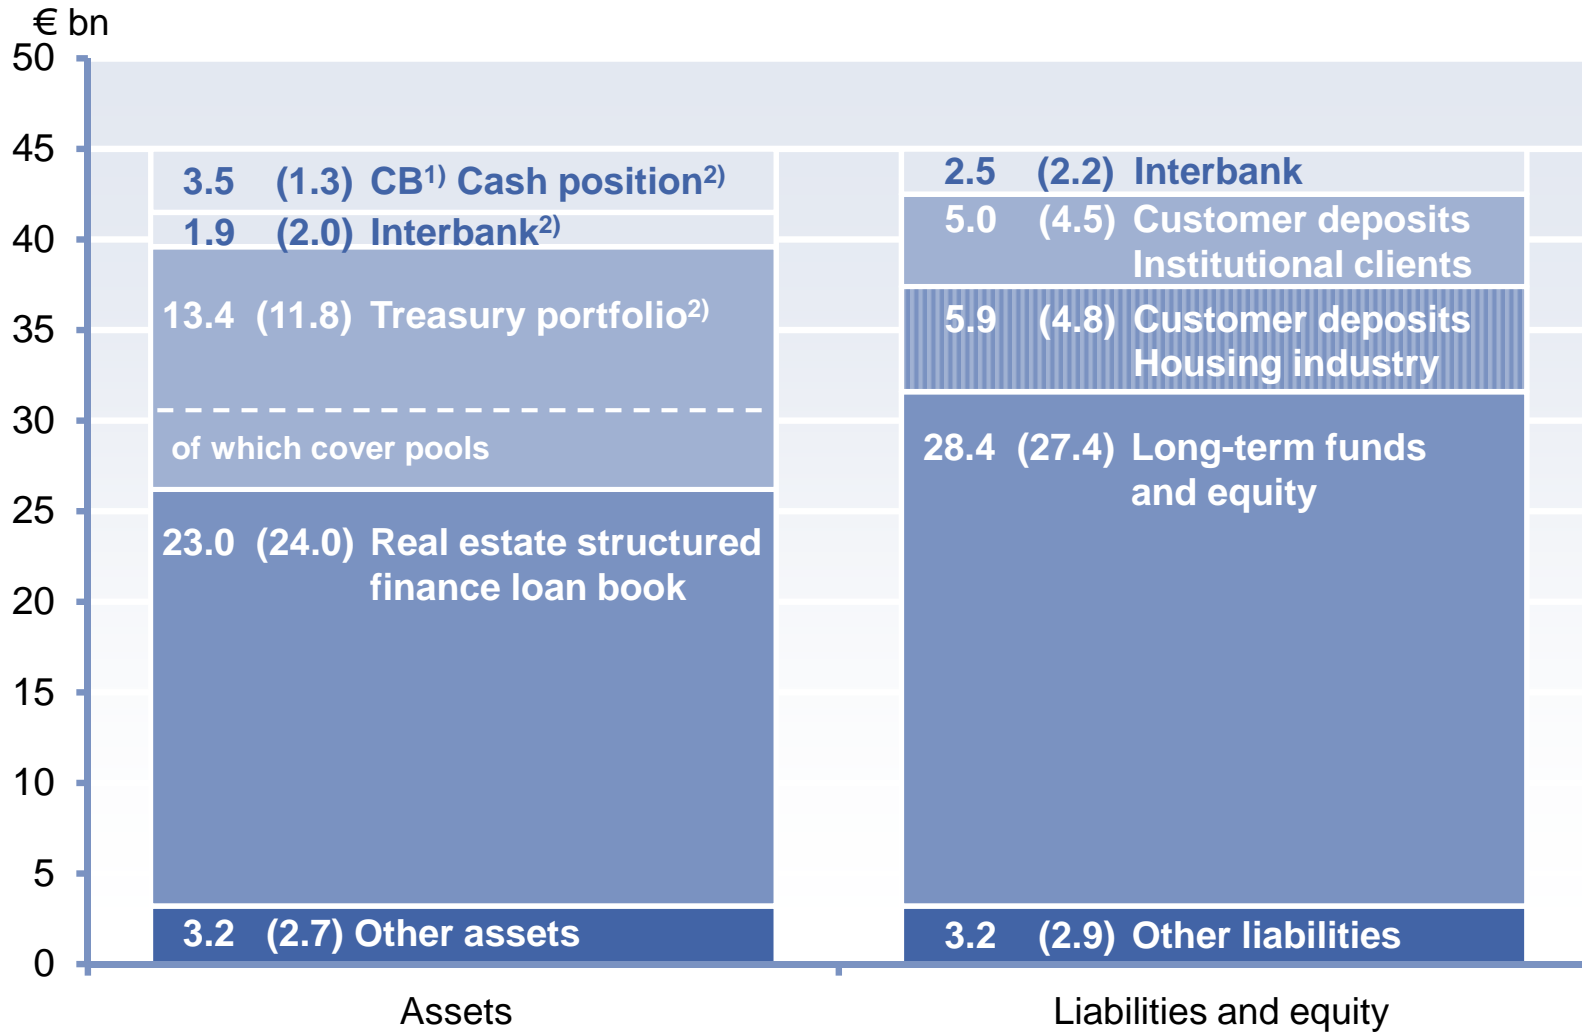 € bn
50
45
40
35
30
25
20
15
10
5
0
3.5 (1.3) CB1) Cash position2)
1.9 (2.0) Interbank2)
13.4 (11.8) Treasury portfolio2)
of which cover pools
23.0 (24.0) Real estate structured
finance loan book
3.2 (2.7) Other assets
2.5 (2.2) Interbank
5.0 (4.5) Customer deposits
Institutional clients
5.9 (4.8) Customer deposits
Housing industry
28.4 (27.4) Long-term funds
and equity
3.2 (2.9) Other liabilities
Assets
Liabilities and equity